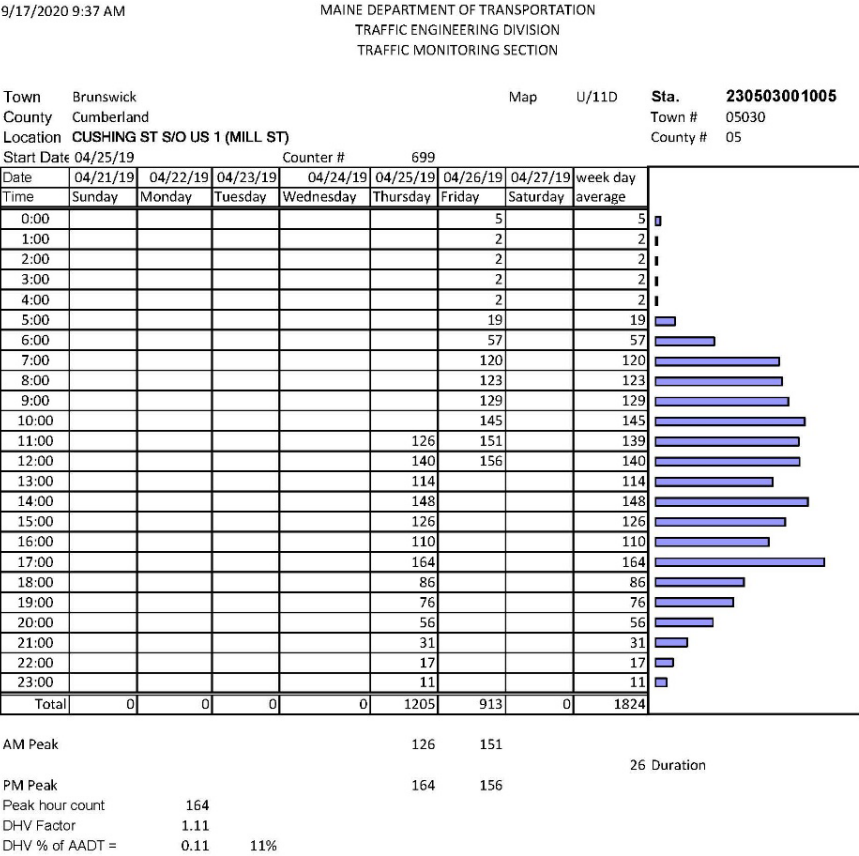 9/17/2020 9:37 AM MAINE DEPARTMENT OF TRANSPORTATION
TRAFFIC ENGINEERING DIVISION
TRAFFIC MONITORING SECTION
Town Brunswick Map U/11D Sta. 230503001005
County Cumberland Town # 05030
Location CUSHING ST S/O US 1 (MILL ST) County # 05
Start Date 04/25/19 Counter # 699
Date 04/21/19 04/22/19 04/23/19 04/24/19 04/25/19 04/26/19 04/27/19 week day
Time Sunday Monday Tuesday Wednesday Thursday Friday Saturday average
0:00 5 5
1:00 2 2
2:00 2 2
3:00 2 2
4:00 2 2
5:00 19 19
6:00 57 57
7:00 120 120
8:00 123 123
9:00 129 129
10:00 145 145
11:00 126 151 139
12:00 140 156 140
13:00 114 114
14:00 148 148
15:00 126 126
16:00 110 110
17:00 164 164
18:00 86 86
19:00 76 76
20:00 56 56
21:00 31 31
22:00 17 17
23:00 11 11
Total 0 0 0 0 1205 913 0 1824
AM Peak 126 151
26 Duration
PM Peak 164 156
Peak hour count 164
DHV Factor 1.11
DHV % of AADT = 0.11 11%